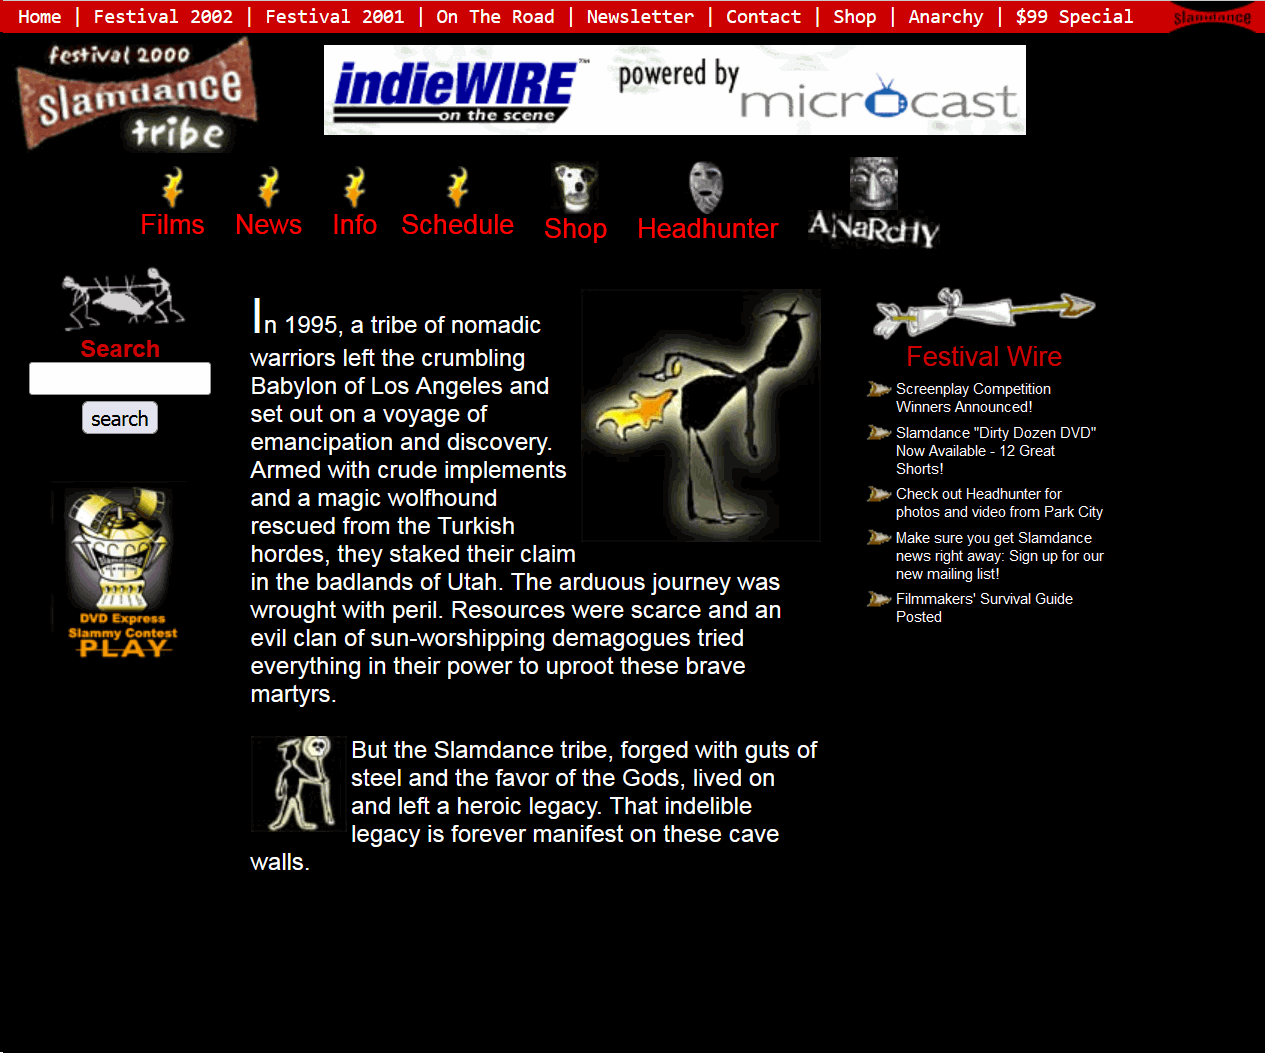 Home | Festival 2002 | Festival 2001 | On The Road | Newsletter | Contact | Shop | Anarchy | $99 Special
slamdance
festival 2000
slamdance
tribe
indieWIRE™
on the scene
powered by
microcast
Films
News
Info
Schedule
Shop
Headhunter
ANaRcHY
Search
search
slamdance
DVD Express
Slammy Contest
PLAY
In 1995, a tribe of nomadic
warriors left the crumbling
Babylon of Los Angeles and
set out on a voyage of
emancipation and discovery.
Armed with crude implements
and a magic wolfhound
rescued from the Turkish
hordes, they staked their claim
in the badlands of Utah. The arduous journey was
wrought with peril. Resources were scarce and an
evil clan of sun-worshipping demagogues tried
everything in their power to uproot these brave
martyrs.
But the Slamdance tribe, forged with guts of
steel and the favor of the Gods, lived on
and left a heroic legacy. That indelible
legacy is forever manifest on these cave
walls.
Festival Wire
Screenplay Competition
Winners Announced!
Slamdance "Dirty Dozen DVD"
Now Available - 12 Great
Shorts!
Check out Headhunter for
photos and video from Park City
Make sure you get Slamdance
news right away: Sign up for our
new mailing list!
Filmmakers' Survival Guide
Posted